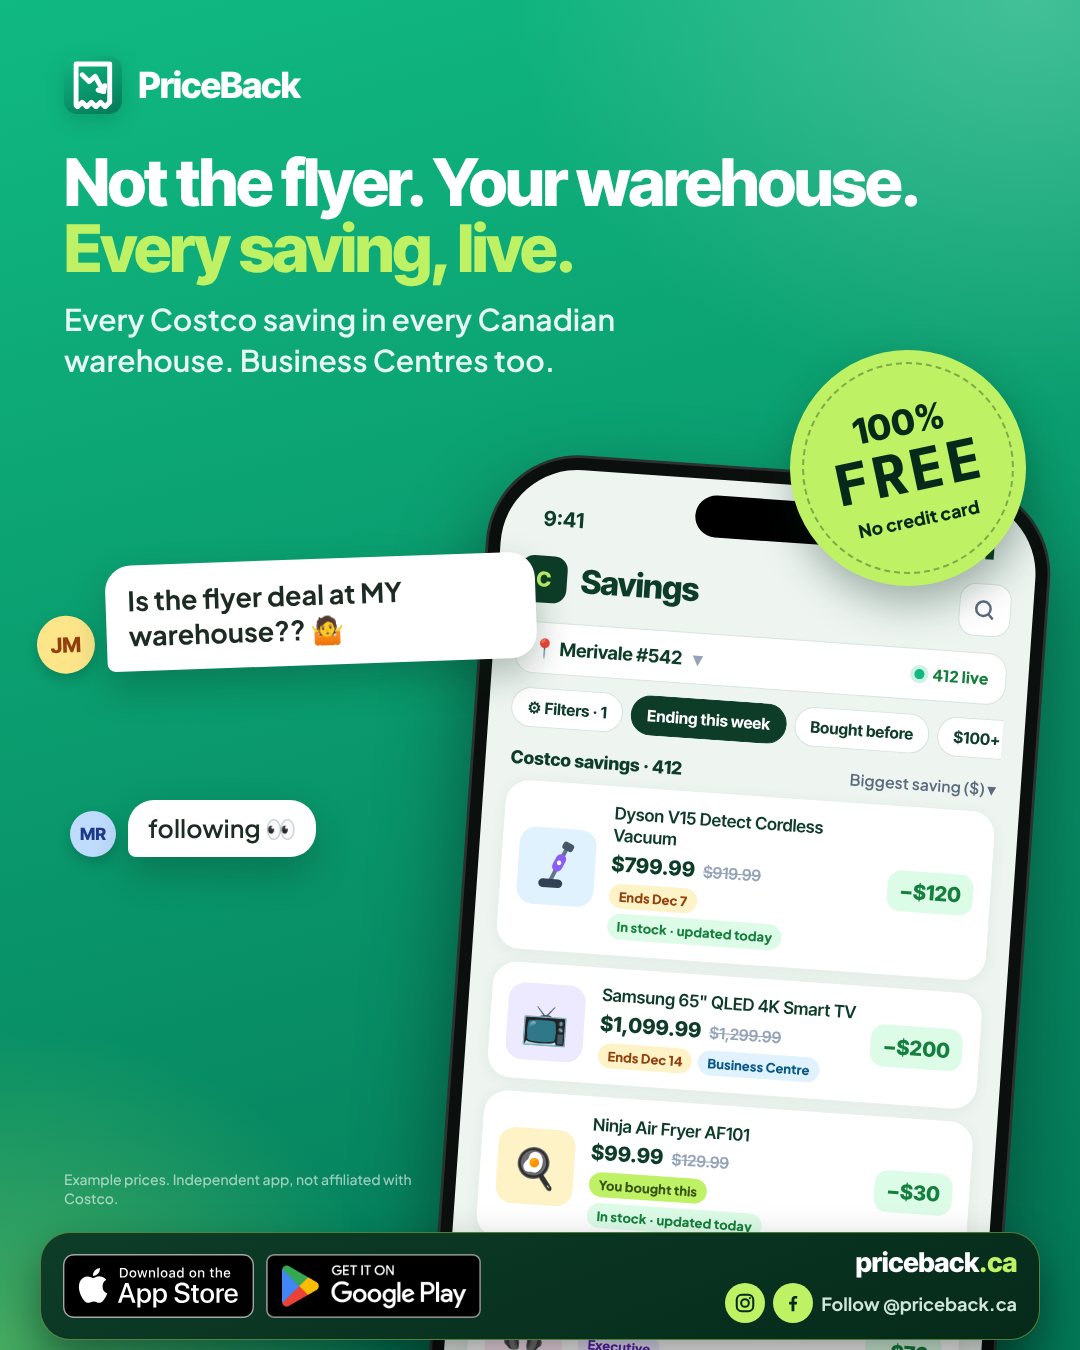 PriceBack
Not the flyer. Your warehouse.
Every saving, live.
Every Costco saving in every Canadian
warehouse. Business Centres too.
100%
FREE
No credit card
9:41
C
Savings
Is the flyer deal at MY
warehouse?? 🤷
JM
📍 Merivale #542 ▼
412 live
⚙ Filters · 1
Ending this week
Bought before
$100+
Costco savings · 412
Biggest saving ($) ▾
MR
following 👀
Dyson V15 Detect Cordless
Vacuum
$799.99 $919.99
Ends Dec 7
In stock · updated today
−$120
Samsung 65" QLED 4K Smart TV
$1,099.99 $1,299.99
Ends Dec 14
Business Centre
−$200
Ninja Air Fryer AF101
$99.99 $129.99
You bought this
In stock · updated today
−$30
Example prices. Independent app, not affiliated with
Costco.
Download on the
App Store
GET IT ON
Google Play
priceback.ca
Follow @priceback.ca
Executive